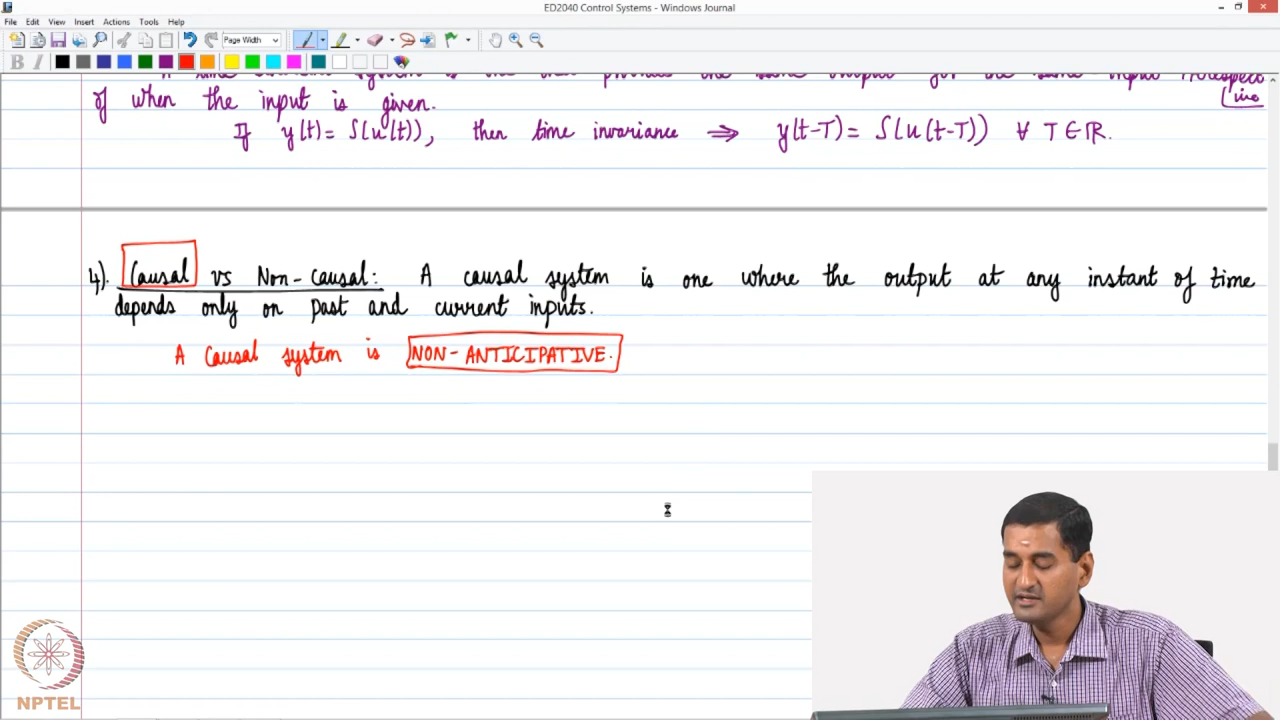 ED2040 Control Systems - Windows Journal
File Edit View Insert Actions Tools Help
Page Width
B I
of when the input is given.
If y(t) = S(u(t)), then time invariance ⇒ y(t-T) = S(u(t-T)) ∀ T∈ℝ.
4). Causal vs Non-causal: A causal system is one where the output at any instant of time
depends only on past and current inputs.
A causal system is NON-ANTICIPATIVE.
NPTEL